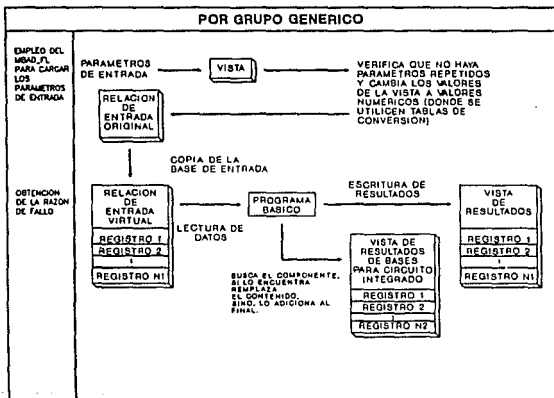 POR GRUPO GENERICO
EMPLEO DEL
MBAD_FL
PARA CARGAR
LOS
PARAMETROS
DE ENTRADA
PARAMETROS
DE ENTRADA
VISTA
VERIFICA QUE NO HAYA
PARAMETROS REPETIDOS
Y CAMBIA LOS VALORES
DE LA VISTA A VALORES
NUMERICOS (DONDE SE
UTILICEN TABLAS DE
CONVERSION)
RELACION
DE
ENTRADA
ORIGINAL
COPIA DE LA
BASE DE ENTRADA
OBTENCION
DE LA RAZON
DE FALLO
RELACION
DE
ENTRADA
VIRTUAL
REGISTRO 1
REGISTRO 2
REGISTRO N1
LECTURA DE
DATOS
PROGRAMA
BASICO
ESCRITURA DE
RESULTADOS
VISTA
DE
RESULTADOS
REGISTRO 1
REGISTRO 2
REGISTRO N1
BUSCA EL COMPONENTE,
SI LO ENCUENTRA
REMPLAZA
EL CONTENIDO,
SINO, LO ADICIONA AL
FINAL.
VISTA DE
RESULTADOS
DE BASES
PARA CIRCUITO
INTEGRADO
REGISTRO 1
REGISTRO 2
REGISTRO N2